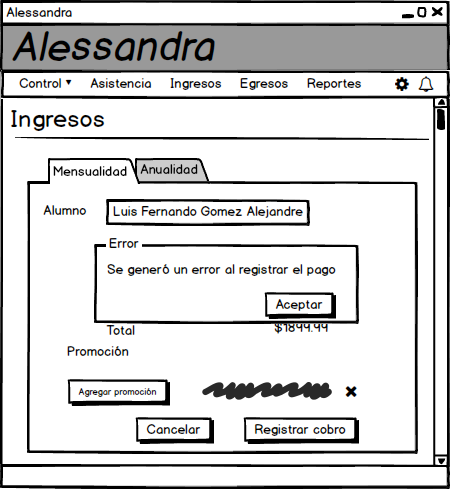 Alessandra
Alessandra
Control Asistencia Ingresos Egresos Reportes
Ingresos
Mensualidad Anualidad
Alumno Luis Fernando Gomez Alejandre
Error
Se generó un error al registrar el pago
Aceptar
Total $1899.99
Promoción
Agregar promoción
Cancelar Registrar cobro